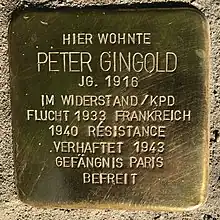 HIER WOHNTE
PETER GINGOLD
JG. 1916
IM WIDERSTAND/KPD
FLUCHT 1933 FRANKREICH
1940 RÉSISTANCE
VERHAFTET 1943
GEFÄNGNIS PARIS
BEFREIT